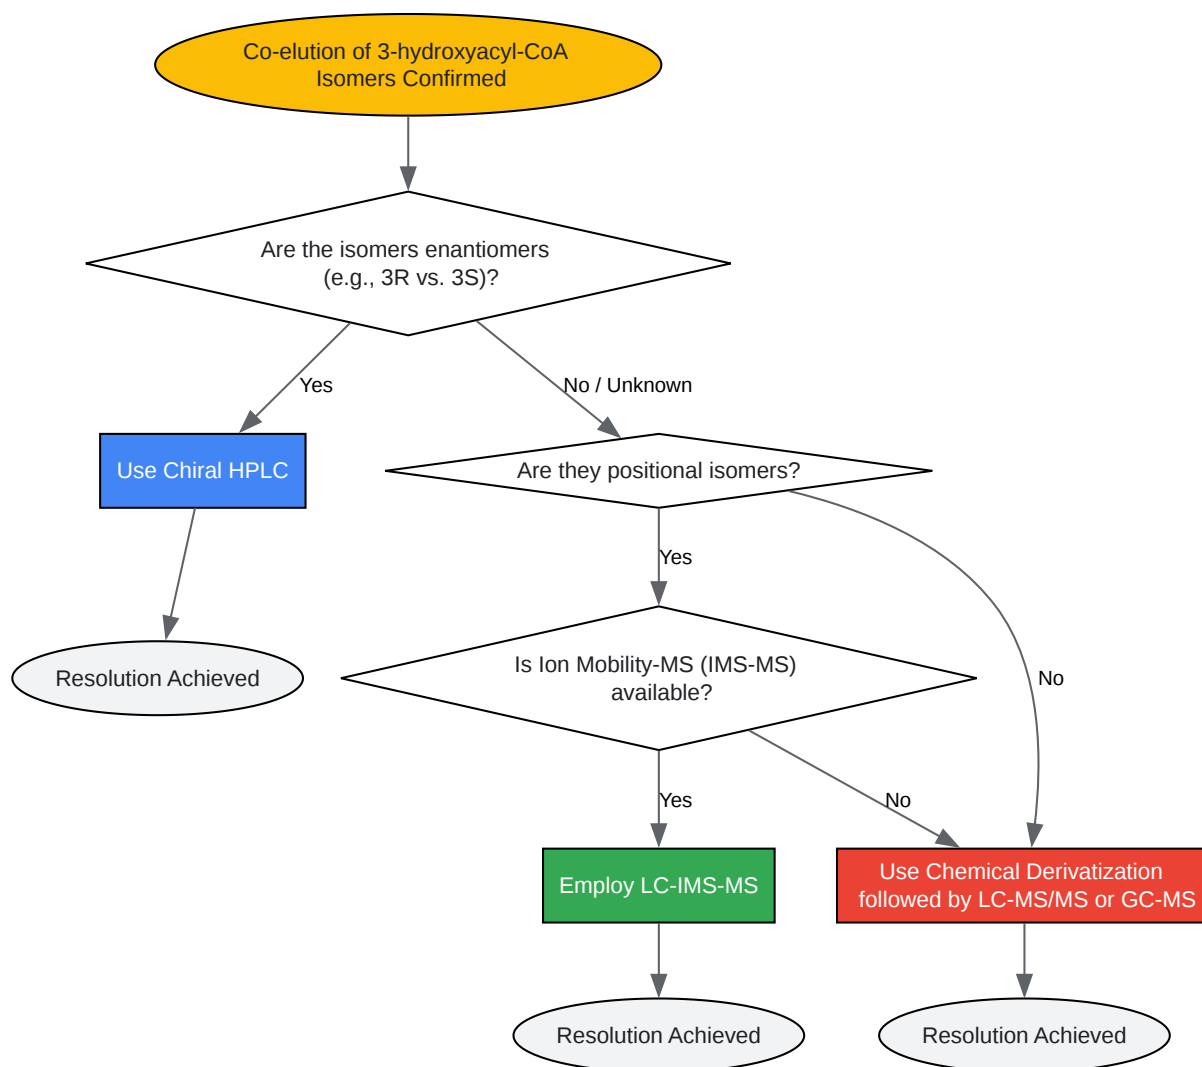 Co-elution of 3-hydroxyacyl-CoA
Isomers Confirmed
Are the isomers enantiomers
(e.g., 3R vs. 3S)?
Yes
No / Unknown
Use Chiral HPLC
Are they positional isomers?
Yes
Resolution Achieved
Is Ion Mobility-MS (IMS-MS)
available?
No
Yes
No
Employ LC-IMS-MS
Use Chemical Derivatization
followed by LC-MS/MS or GC-MS
Resolution Achieved
Resolution Achieved